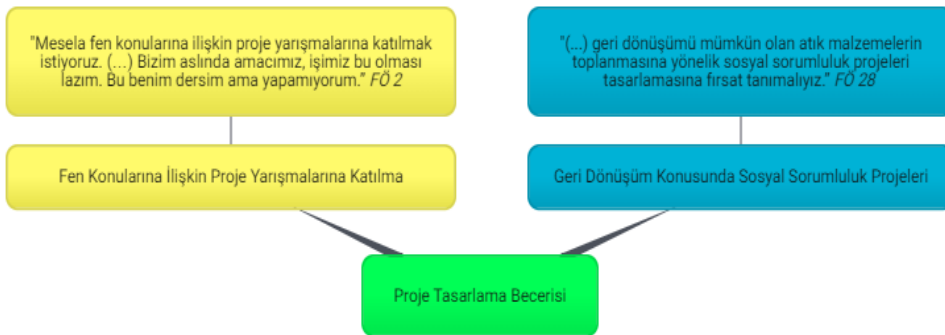 "Mesela fen konularına ilişkin proje yarışmalarına katılmak
istiyoruz. (...) Bizim aslında amacımız, işimiz bu olması
lazım. Bu benim dersim ama yapamıyorum." FÖ 2
"(...) geri dönüşümü mümkün olan atık malzemelerin
toplanmasına yönelik sosyal sorumluluk projeleri
tasarlamasına fırsat tanımalıyız." FÖ 28
Fen Konularına İlişkin Proje Yarışmalarına Katılma
Geri Dönüşüm Konusunda Sosyal Sorumluluk Projeleri
Proje Tasarlama Becerisi